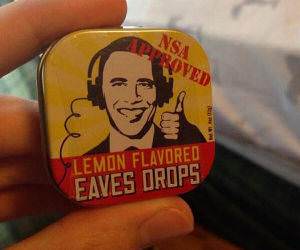 NSA
APPROVED
LEMON FLAVORED
EAVES DROPS